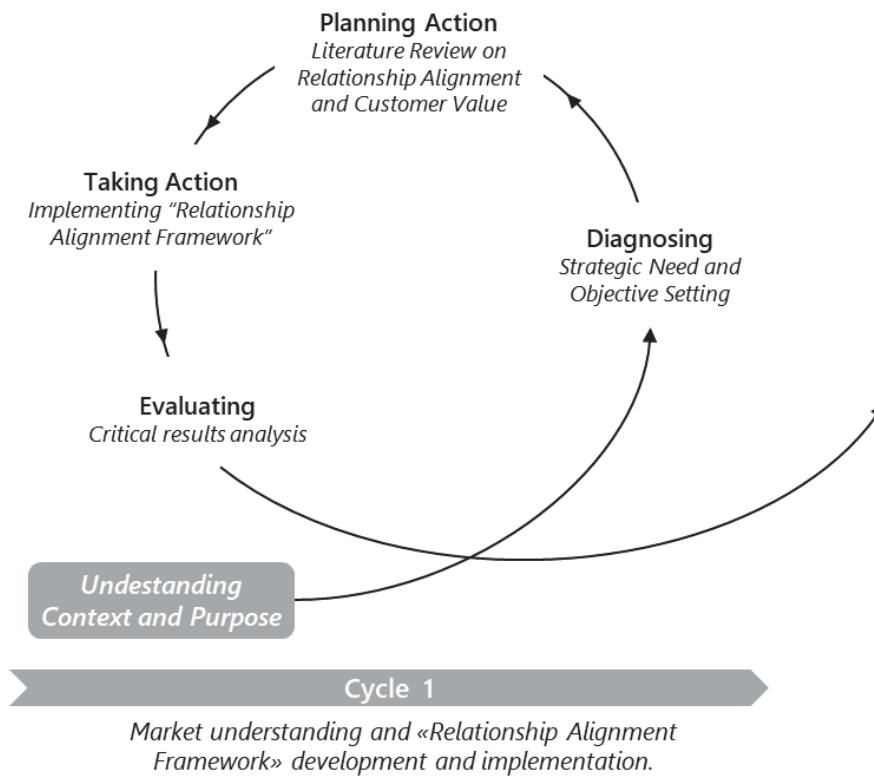 Planning Action
Literature Review on
Relationship Alignment
and Customer Value
Taking Action
Implementing “Relationship
Alignment Framework”
Diagnosing
Strategic Need and
Objective Setting
Evaluating
Critical results analysis
Undestanding
Context and Purpose
Cycle 1
Market understanding and «Relationship Alignment
Framework» development and implementation.